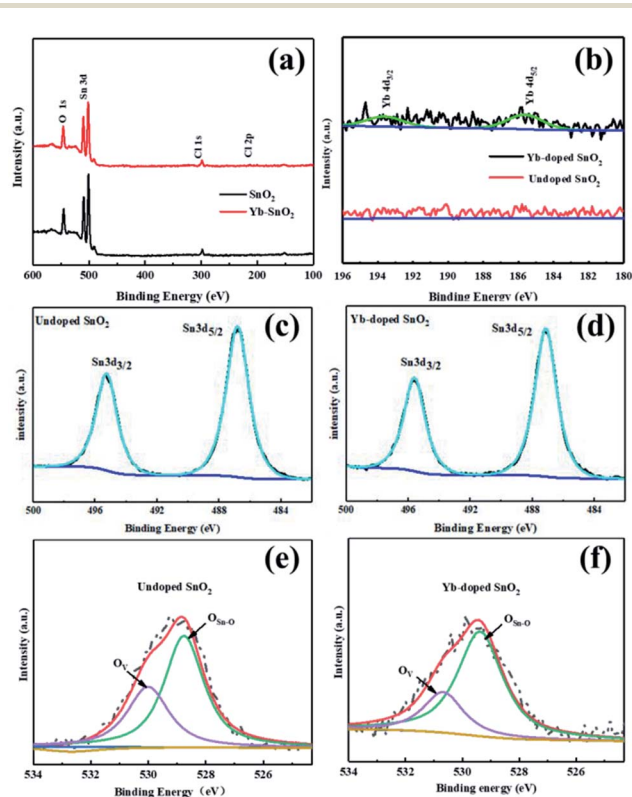 (a)
O 1s
Sn 3d
Cl 1s
Cl 2p
SnO2
Yb-SnO2
Intensity (a.u.)
600 500 400 300 200 100
Binding Energy (eV)
(b)
Yb 4d3/2
Yb 4d5/2
Yb-doped SnO2
Undoped SnO2
Intensity (a.u.)
196 194 192 190 188 186 184 182 180
Binding Energy (eV)
(c)
Undoped SnO2
Sn3d5/2
Sn3d3/2
intensity (a.u.)
500 496 492 488 484
Binding Energy (eV)
(d)
Yb-doped SnO2
Sn3d5/2
Sn3d3/2
intensity (a.u.)
500 496 492 488 484
Binding Energy (eV)
(e)
Undoped SnO2
OSn-O
OV
Intensity (a.u.)
534 532 530 528 526
Binding Energy（eV）
(f)
Yb-doped SnO2
OSn-O
OV
Intensity (a.u.)
534 532 530 528 526
Binding energy (eV)